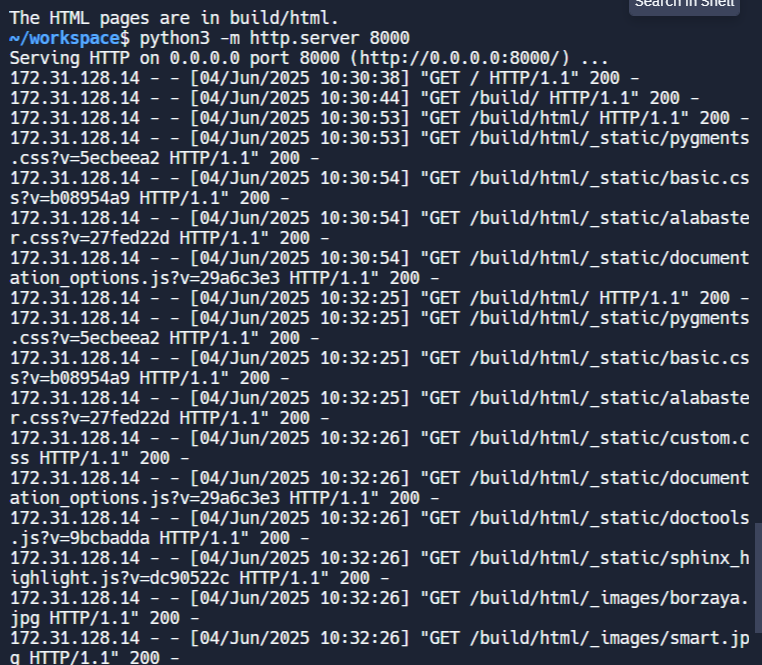 Search in Shell
The HTML pages are in build/html.
~/workspace$ python3 -m http.server 8000
Serving HTTP on 0.0.0.0 port 8000 (http://0.0.0.0:8000/) ...
172.31.128.14 - - [04/Jun/2025 10:30:38] "GET / HTTP/1.1" 200 -
172.31.128.14 - - [04/Jun/2025 10:30:44] "GET /build/ HTTP/1.1" 200 -
172.31.128.14 - - [04/Jun/2025 10:30:53] "GET /build/html/ HTTP/1.1" 200 -
172.31.128.14 - - [04/Jun/2025 10:30:53] "GET /build/html/_static/pygments
.css?v=5ecbeea2 HTTP/1.1" 200 -
172.31.128.14 - - [04/Jun/2025 10:30:54] "GET /build/html/_static/basic.cs
s?v=b08954a9 HTTP/1.1" 200 -
172.31.128.14 - - [04/Jun/2025 10:30:54] "GET /build/html/_static/alabaste
r.css?v=27fed22d HTTP/1.1" 200 -
172.31.128.14 - - [04/Jun/2025 10:30:54] "GET /build/html/_static/document
ation_options.js?v=29a6c3e3 HTTP/1.1" 200 -
172.31.128.14 - - [04/Jun/2025 10:32:25] "GET /build/html/ HTTP/1.1" 200 -
172.31.128.14 - - [04/Jun/2025 10:32:25] "GET /build/html/_static/pygments
.css?v=5ecbeea2 HTTP/1.1" 200 -
172.31.128.14 - - [04/Jun/2025 10:32:25] "GET /build/html/_static/basic.cs
s?v=b08954a9 HTTP/1.1" 200 -
172.31.128.14 - - [04/Jun/2025 10:32:25] "GET /build/html/_static/alabaste
r.css?v=27fed22d HTTP/1.1" 200 -
172.31.128.14 - - [04/Jun/2025 10:32:26] "GET /build/html/_static/custom.c
ss HTTP/1.1" 200 -
172.31.128.14 - - [04/Jun/2025 10:32:26] "GET /build/html/_static/document
ation_options.js?v=29a6c3e3 HTTP/1.1" 200 -
172.31.128.14 - - [04/Jun/2025 10:32:26] "GET /build/html/_static/doctools
.js?v=9bcbadda HTTP/1.1" 200 -
172.31.128.14 - - [04/Jun/2025 10:32:26] "GET /build/html/_static/sphinx_h
ighlight.js?v=dc90522c HTTP/1.1" 200 -
172.31.128.14 - - [04/Jun/2025 10:32:26] "GET /build/html/_images/borzaya.
jpg HTTP/1.1" 200 -
172.31.128.14 - - [04/Jun/2025 10:32:26] "GET /build/html/_images/smart.jp
g HTTP/1.1" 200 -